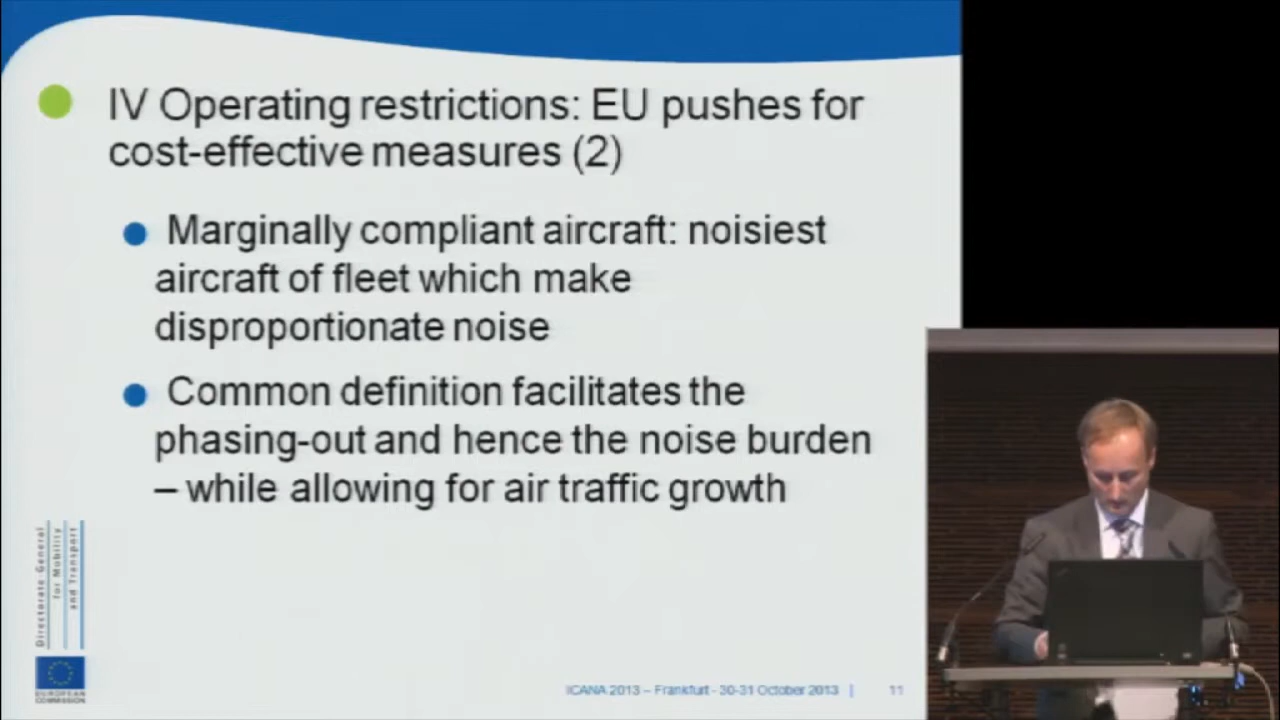 IV Operating restrictions: EU pushes for
cost-effective measures (2)
Marginally compliant aircraft: noisiest
aircraft of fleet which make
disproportionate noise
Common definition facilitates the
phasing-out and hence the noise burden
– while allowing for air traffic growth
Directorate-General
for Mobility
and Transport
EUROPEAN
COMMISSION
ICANA 2013 – Frankfurt - 30-31 October 2013 | 11